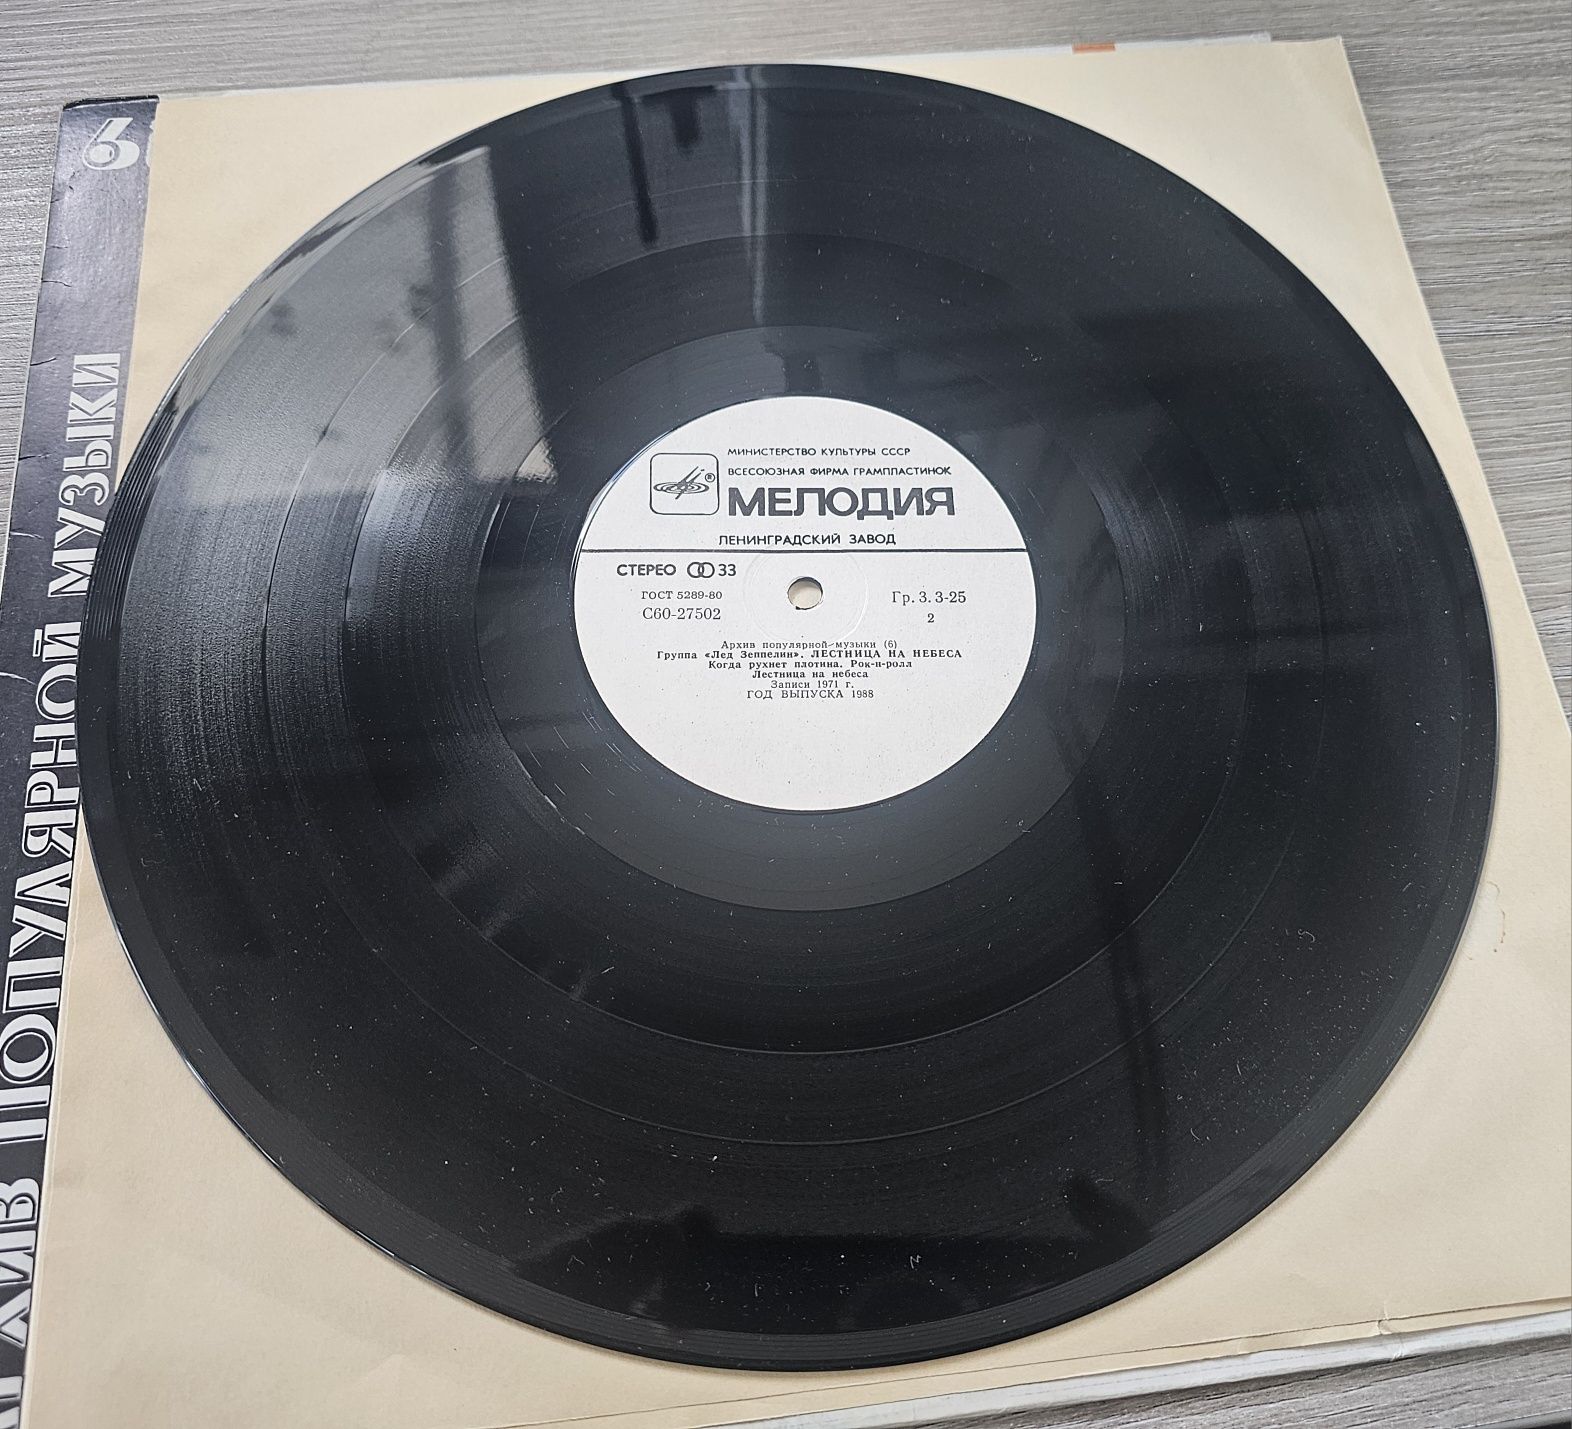 6
АРХИВ ПОПУЛЯРНОЙ МУЗЫКИ
МИНИСТЕРСТВО КУЛЬТУРЫ СССР
ВСЕСОЮЗНАЯ ФИРМА ГРАМПЛАСТИНОК
®
МЕЛОДИЯ
ЛЕНИНГРАДСКИЙ ЗАВОД
СТЕРЕО 33
ГОСТ 5289-80
С60-27502
Гр. 3. 3-25
2
Архив популярной музыки (6)
Группа «Лед Зеппелин». ЛЕСТНИЦА НА НЕБЕСА
Когда рухнет плотина. Рок-н-ролл
Лестница на небеса
Записи 1971 г.
ГОД ВЫПУСКА 1988